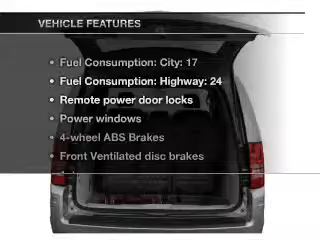 VEHICLE FEATURES
• Fuel Consumption: City: 17
• Fuel Consumption: Highway: 24
• Remote power door locks
• Power windows
• 4-wheel ABS Brakes
• Front Ventilated disc brakes